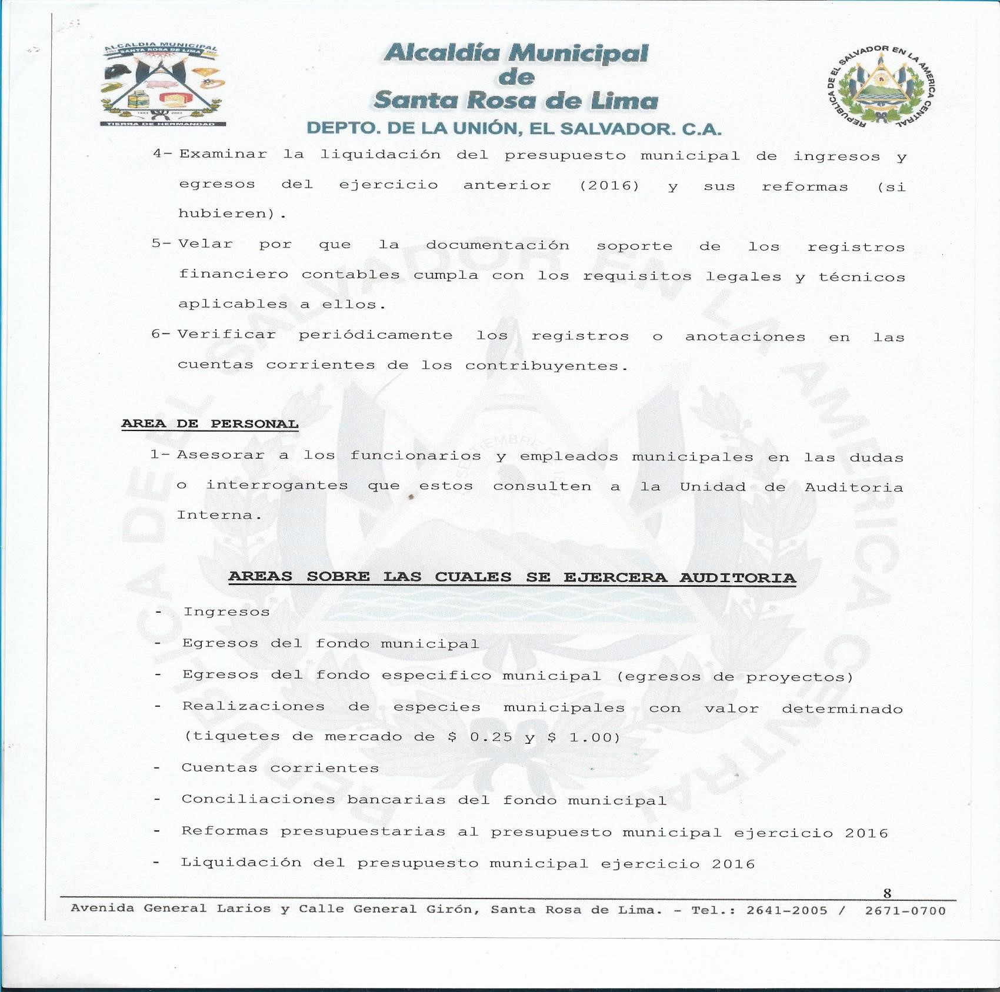 ALCALDIA MUNICIPAL
SANTA ROSA DE LIMA
TIERRA DE HERMANDAD
Alcaldía Municipal
de
Santa Rosa de Lima
DEPTO. DE LA UNIÓN, EL SALVADOR. C.A.
REPUBLICA DE EL SALVADOR EN LA AMERICA CENTRAL
4- Examinar la liquidación del presupuesto municipal de ingresos y
egresos del ejercicio anterior (2016) y sus reformas (si
hubieren).
5- Velar por que la documentación soporte de los registros
financiero contables cumpla con los requisitos legales y técnicos
aplicables a ellos.
6- Verificar periódicamente los registros o anotaciones en las
cuentas corrientes de los contribuyentes.
AREA DE PERSONAL
1- Asesorar a los funcionarios y empleados municipales en las dudas
o interrogantes que estos consulten a la Unidad de Auditoria
Interna.
AREAS SOBRE LAS CUALES SE EJERCERA AUDITORIA
- Ingresos
- Egresos del fondo municipal
- Egresos del fondo especifico municipal (egresos de proyectos)
- Realizaciones de especies municipales con valor determinado
(tiquetes de mercado de $ 0.25 y $ 1.00)
- Cuentas corrientes
- Conciliaciones bancarias del fondo municipal
- Reformas presupuestarias al presupuesto municipal ejercicio 2016
- Liquidación del presupuesto municipal ejercicio 2016
8
Avenida General Larios y Calle General Girón, Santa Rosa de Lima. - Tel.: 2641-2005 / 2671-0700
REPUBLICA DE EL SALVADOR EN LA AMERICA CENTRAL